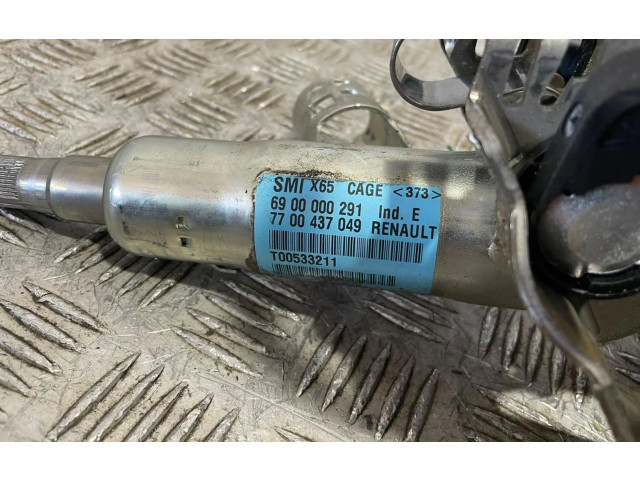 SMI X65 CAGE <373>
69 00 000 291 Ind. E
77 00 437 049 RENAULT
T00533211